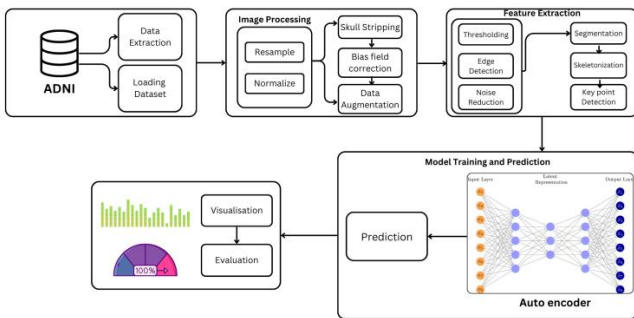 Data
Extraction
Loading
Dataset
ADNI
Image Processing
Resample
Normalize
Skull Stripping
Bias field
correction
Data
Augmentation
Feature Extraction
Thresholding
Edge
Detection
Noise
Reduction
Segmentation
Skeletonization
Key point
Detection
Model Training and Prediction
Input Layer
Latent
Representation
Output Layer
Auto encoder
Prediction
Visualisation
Evaluation
100%